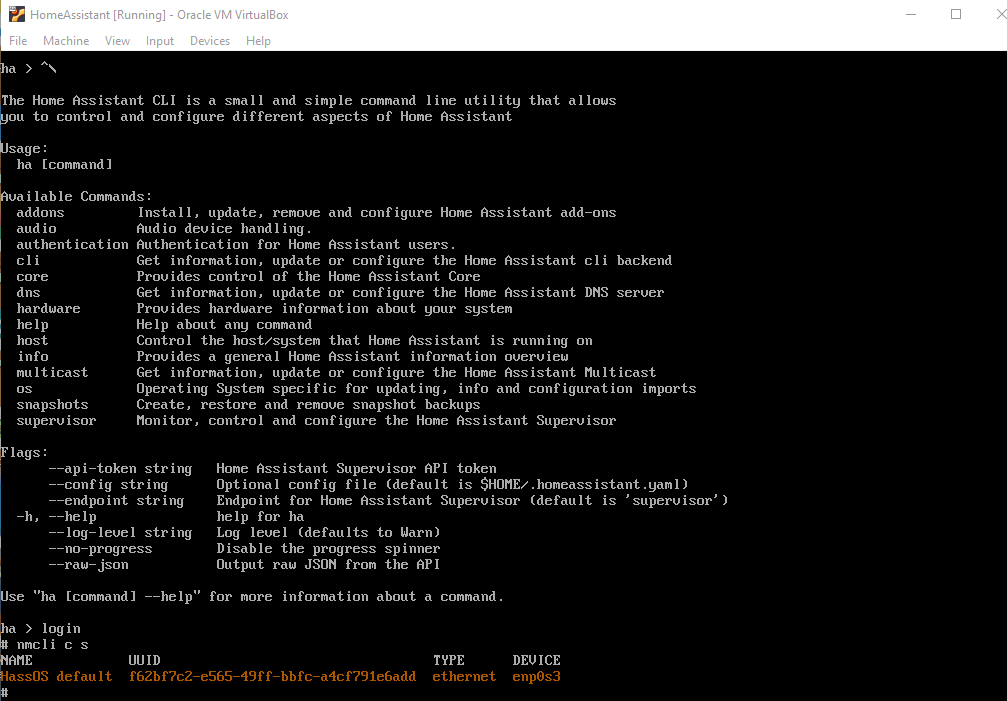 HomeAssistant [Running] - Oracle VM VirtualBox
File Machine View Input Devices Help
ha > ^\
The Home Assistant CLI is a small and simple command line utility that allows
you to control and configure different aspects of Home Assistant
Usage:
ha [command]
Available Commands:
addons Install, update, remove and configure Home Assistant add-ons
audio Audio device handling.
authentication Authentication for Home Assistant users.
cli Get information, update or configure the Home Assistant cli backend
core Provides control of the Home Assistant Core
dns Get information, update or configure the Home Assistant DNS server
hardware Provides hardware information about your system
help Help about any command
host Control the host/system that Home Assistant is running on
info Provides a general Home Assistant information overview
multicast Get information, update or configure the Home Assistant Multicast
os Operating System specific for updating, info and configuration imports
snapshots Create, restore and remove snapshot backups
supervisor Monitor, control and configure the Home Assistant Supervisor
Flags:
--api-token string Home Assistant Supervisor API token
--config string Optional config file (default is $HOME/.homeassistant.yaml)
--endpoint string Endpoint for Home Assistant Supervisor (default is 'supervisor')
-h, --help help for ha
--log-level string Log level (defaults to Warn)
--no-progress Disable the progress spinner
--raw-json Output raw JSON from the API
Use "ha [command] --help" for more information about a command.
ha > login
# nmcli c s
NAME UUID TYPE DEVICE
HassOS default f62bf7c2-e565-49ff-bbfc-a4cf791e6add ethernet enp0s3
#